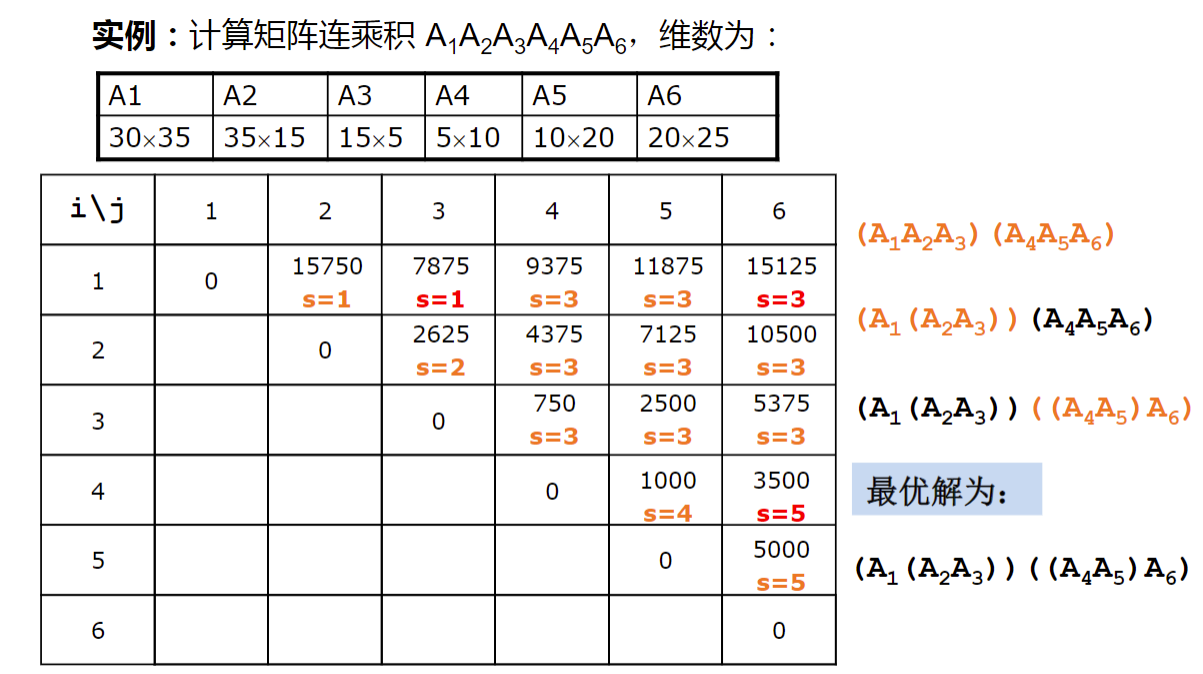 实例：计算矩阵连乘积 A₁A₂A₃A₄A₅A₆，维数为：
A1 A2 A3 A4 A5 A6
30×35 35×15 15×5 5×10 10×20 20×25
i\j 1 2 3 4 5 6
1 0 15750 7875 9375 11875 15125
s=1 s=1 s=3 s=3 s=3
2 0 2625 4375 7125 10500
s=2 s=3 s=3 s=3
3 0 750 2500 5375
s=3 s=3 s=3
4 0 1000 3500
s=4 s=5
5 0 5000
s=5
6 0
(A₁A₂A₃)(A₄A₅A₆)
(A₁(A₂A₃))(A₄A₅A₆)
(A₁(A₂A₃))((A₄A₅)A₆)
最优解为：
(A₁(A₂A₃))((A₄A₅)A₆)